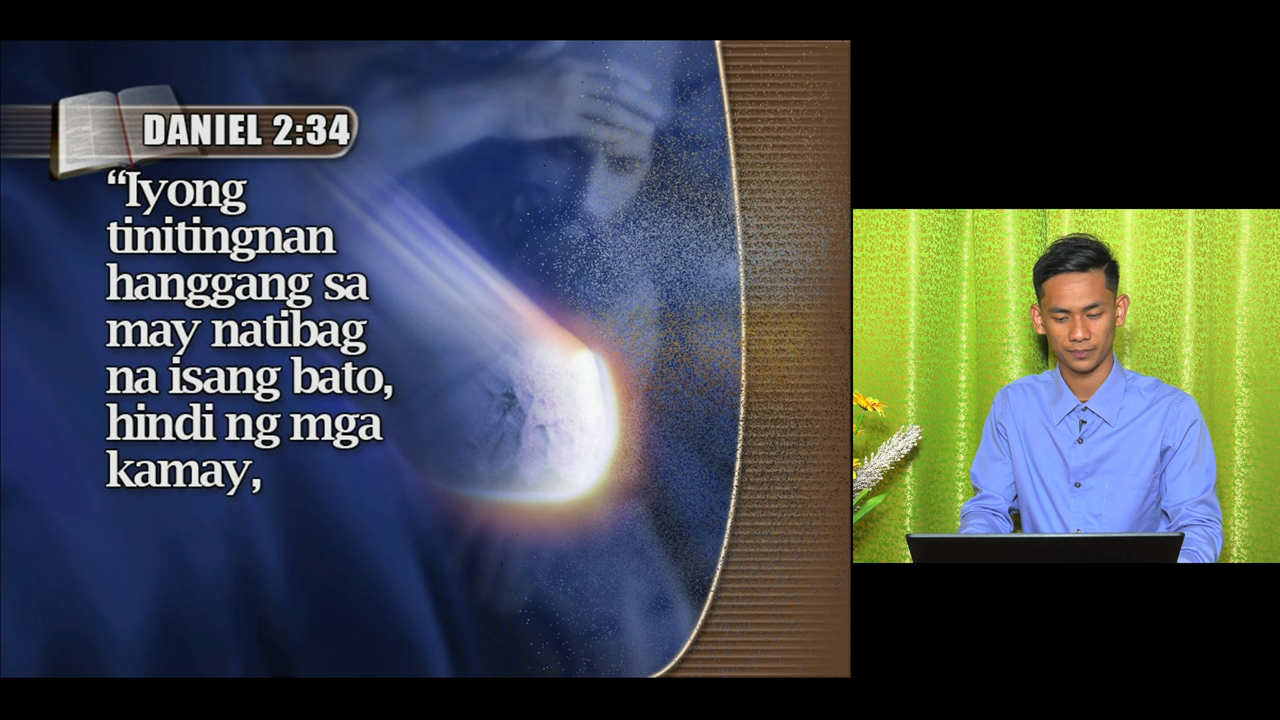 DANIEL 2:34
“Iyong
tinitingnan
hanggang sa
may natibag
na isang bato,
hindi ng mga
kamay,